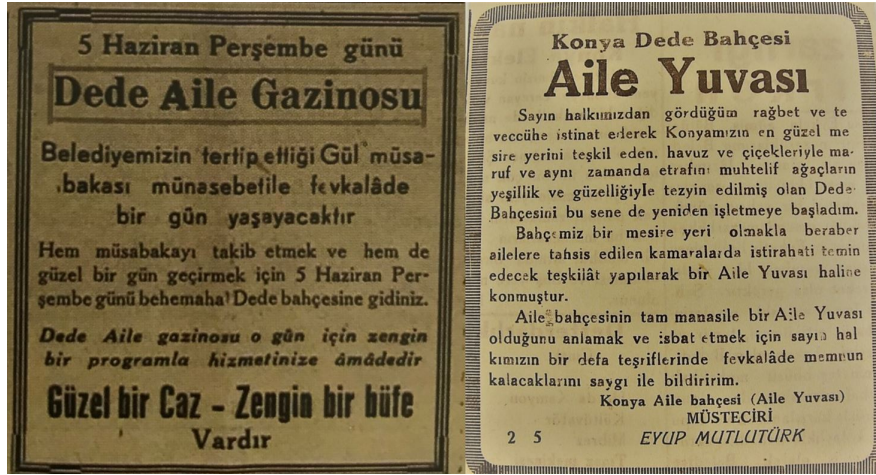 5 Haziran Perşembe günü
Dede Aile Gazinosu
Belediyemizin tertip ettiği Gül müsa-
bakası münasebetile fevkalâde
bir gün yaşayacaktır
Hem müsabakayı takib etmek ve hem de
güzel bir gün geçirmek için 5 Haziran Per-
şembe günü behemahal Dede bahçesine gidiniz.
Dede Aile gazinosu o gün için zengin
bir programla hizmetinize âmâdedir
Güzel bir Caz - Zengin bir büfe
Vardır
Konya Dede Bahçesi
Aile Yuvası
Sayın halkımızdan gördüğüm rağbet ve te
veccühe istinat ederek Konyamızın en güzel me
sire yerini teşkil eden. havuz ve çiçekleriyle ma-
ruf ve aynı zamanda etrafını muhtelif ağaçların
yeşillik ve güzelliğiyle tezyin edilmiş olan Dede
Bahçesini bu sene de yeniden işletmeye başladım.
Bahçemiz bir mesire yeri olmakla beraber
ailelere tahsis edilen kamaralarda istirahati temin
edecek teşkilât yapılarak bir Aile Yuvası haline
konmuştur.
Aile bahçesinin tam manasile bir Aile Yuvası
olduğunu anlamak ve isbat etmek için sayın hal
kımızın bir defa teşriflerinde fevkalâde memnun
kalacaklarını saygı ile bildiririm.
Konya Aile bahçesi (Aile Yuvası)
MÜSTECİRİ
2 5 EYUP MUTLUTÜRK